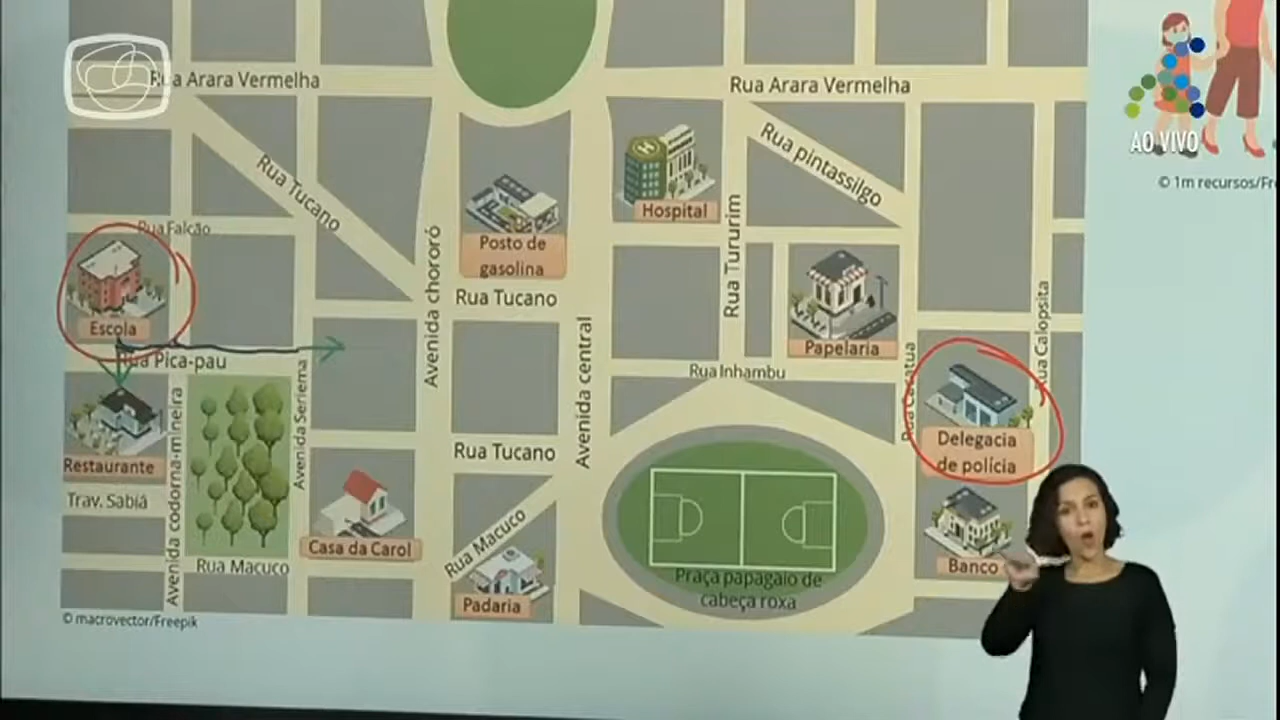 Rua Arara Vermelha
Rua Arara Vermelha
AO VIVO
© 1m recursos/Fre
Rua Tucano
Rua pintassilgo
Hospital
Rua Falcão
Posto de
gasolina
Rua Tururim
Avenida chororó
Rua Tucano
Escola
Rua Pica-pau
Papelaria
Rua Calopsita
Avenida central
Rua Inhambu
Rua Cacatua
Avenida Seriema
Avenida codorna-mineira
Delegacia
de polícia
Restaurante
Rua Tucano
Trav. Sabiá
Casa da Carol
Rua Macuco
Rua Macuco
Padaria
Praça papagaio de
cabeça roxa
Banco
© macrovector/Freepik